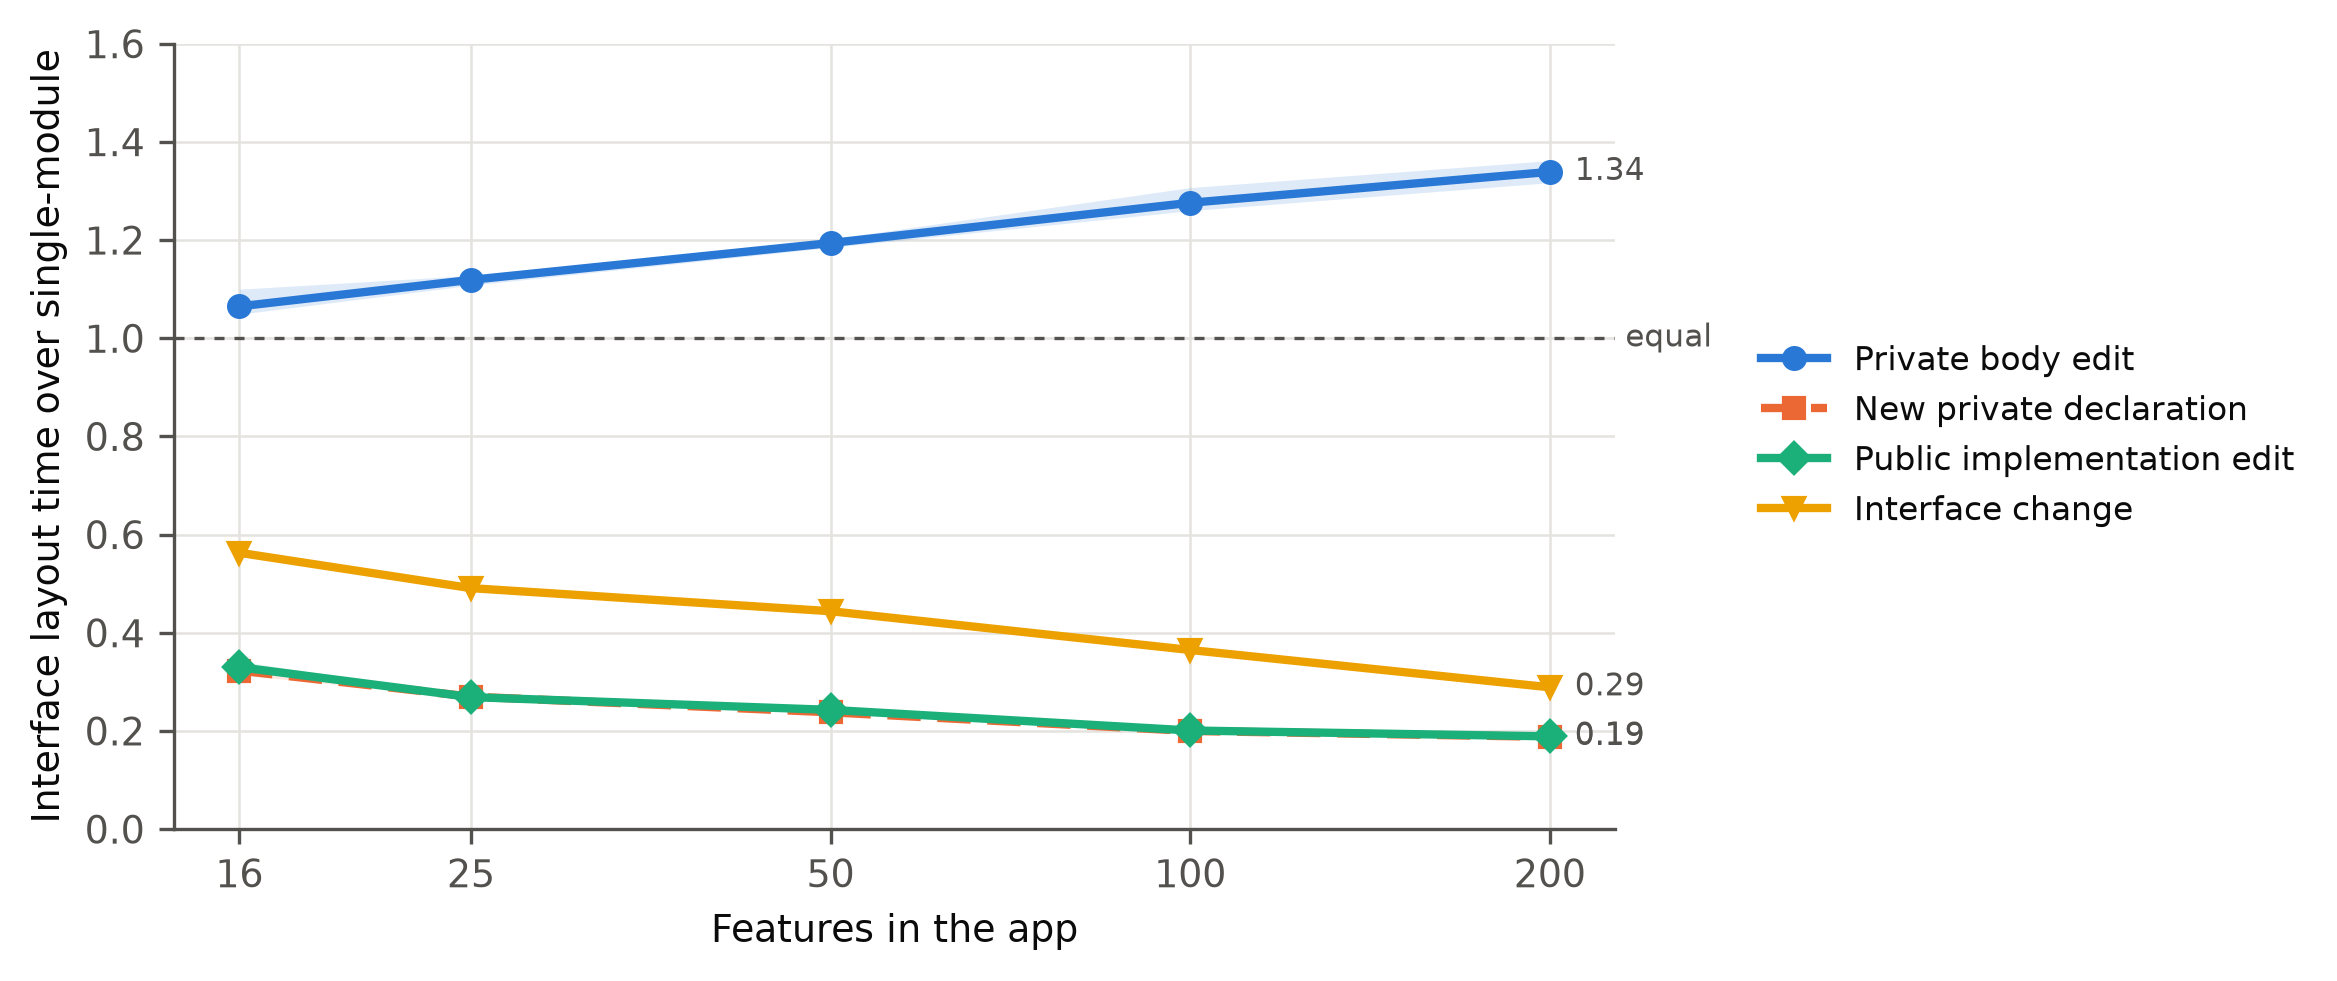 Interface layout time over single-module
1.6
1.4
1.2
1.0
0.8
0.6
0.4
0.2
0.0
1.34
equal
0.29
0.19
16 25 50 100 200
Features in the app
Private body edit
New private declaration
Public implementation edit
Interface change